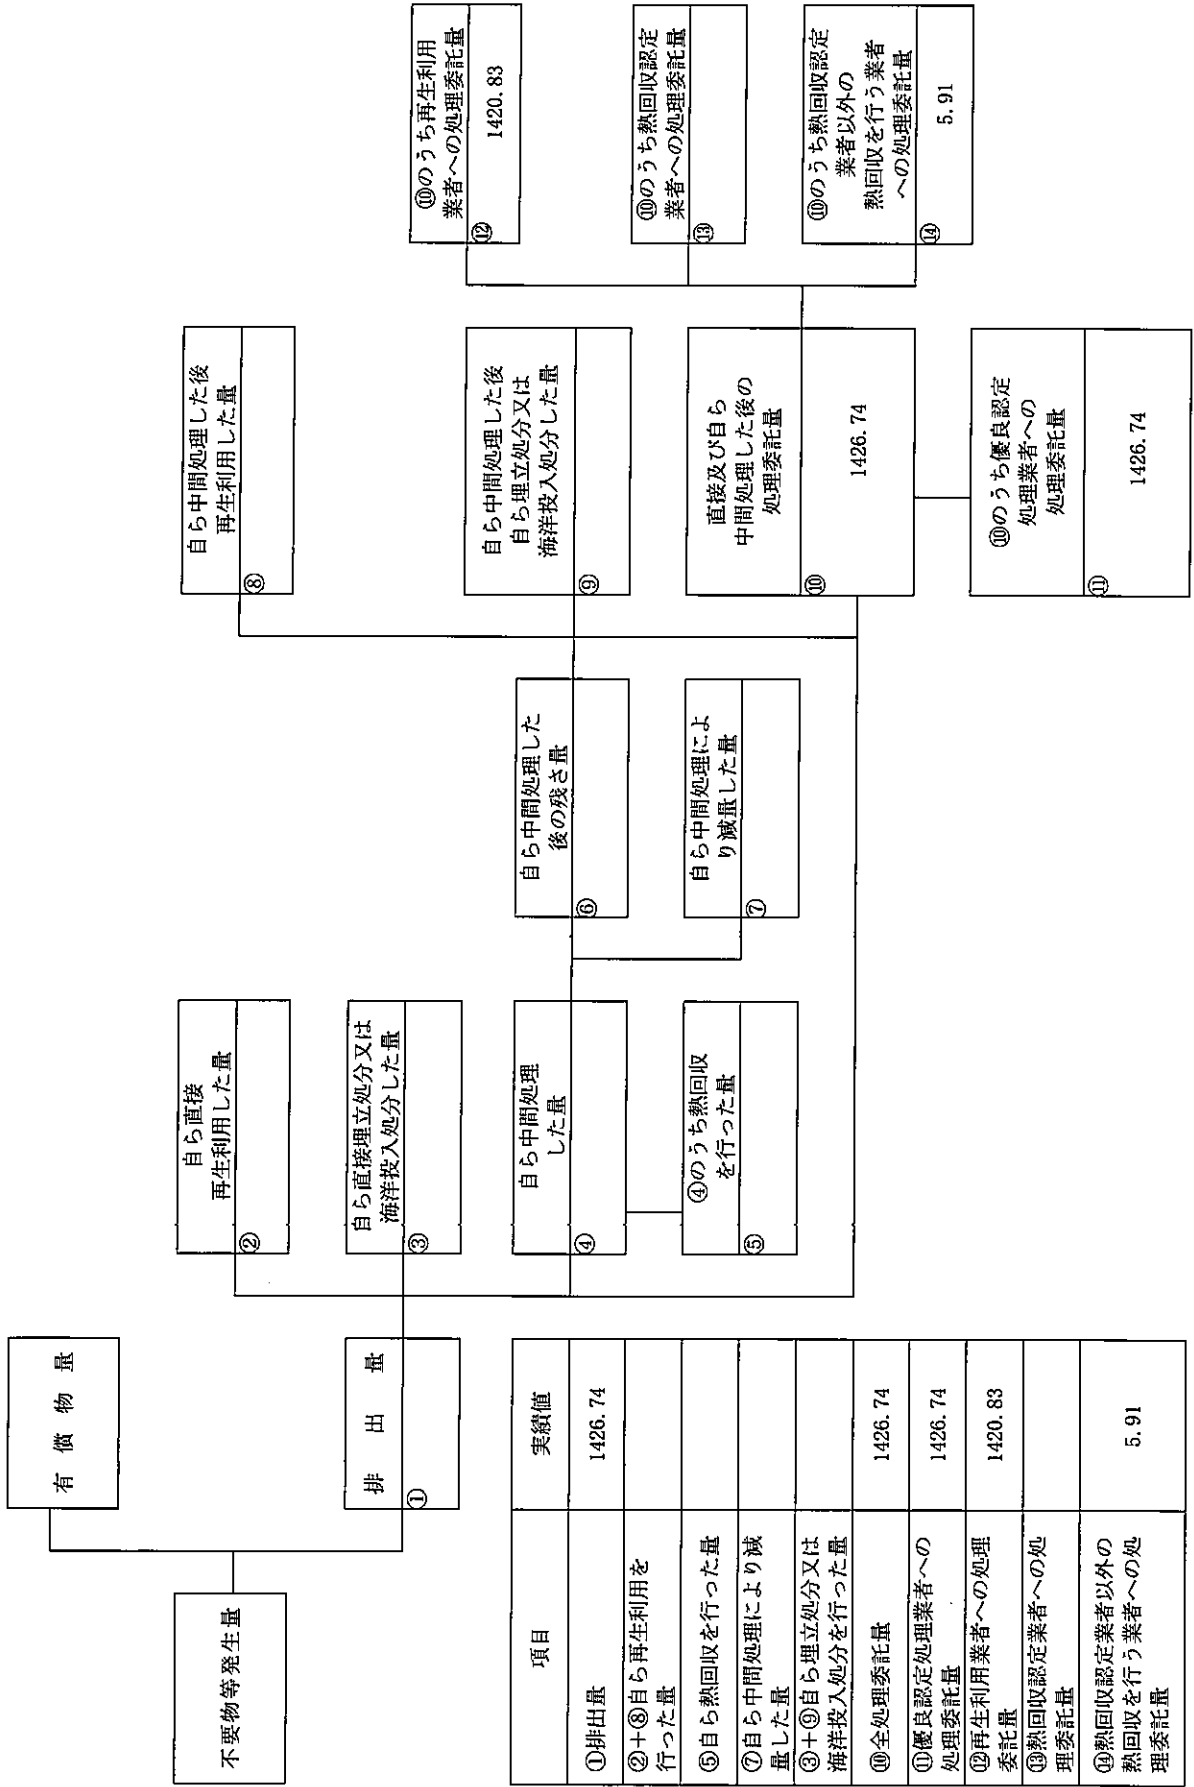 不要物等発生量
有 償 物 量
排 出 量
①
自ら直接
再生利用した量
②
自ら直接埋立処分又は
海洋投入処分した量
③
自ら中間処理
した量
④
④のうち熱回収
を行った量
⑤
自ら中間処理した
後の残さ量
⑥
自ら中間処理によ
り減量した量
⑦
自ら中間処理した後
再生利用した量
⑧
自ら中間処理した後
自ら埋立処分又は
海洋投入処分した量
⑨
直接及び自ら
中間処理した後の
処理委託量
⑩
1426.74
⑩のうち優良認定
処理業者への
処理委託量
⑪
1426.74
⑩のうち再生利用
業者への処理委託量
⑫
1420.83
⑩のうち熱回収認定
業者への処理委託量
⑬
⑩のうち熱回収認定
業者以外の
熱回収を行う業者
への処理委託量
⑭
5.91
項目
実績値
①排出量
1426.74
②+⑧自ら再生利用を
行った量
⑤自ら熱回収を行った量
⑦自ら中間処理により減
量した量
③+⑨自ら埋立処分又は
海洋投入処分を行った量
⑩全処理委託量
1426.74
⑪優良認定処理業者への
処理委託量
1426.74
⑫再生利用業者への処理
委託量
1420.83
⑬熱回収認定業者への処
理委託量
⑭熱回収認定業者以外の
熱回収を行う業者への処
理委託量
5.91